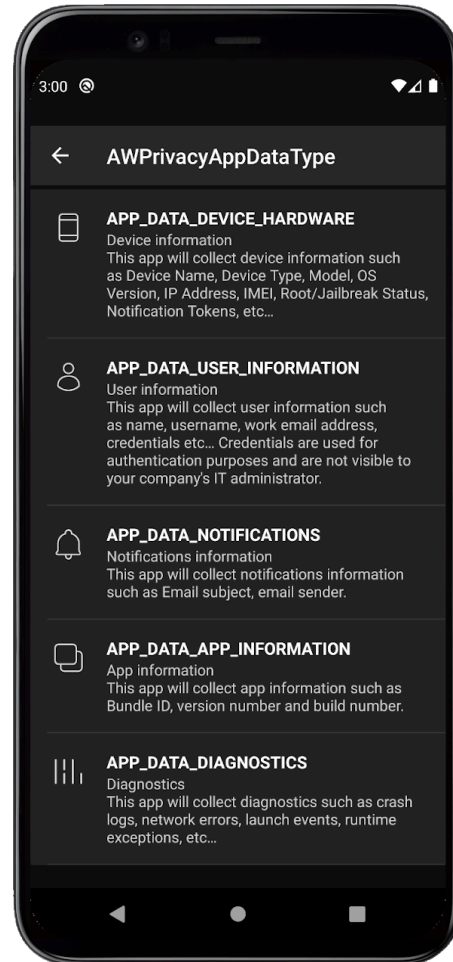 3:00
AWPrivacyAppDataType
APP_DATA_DEVICE_HARDWARE
Device information
This app will collect device information such
as Device Name, Device Type, Model, OS
Version, IP Address, IMEI, Root/Jailbreak Status,
Notification Tokens, etc…
APP_DATA_USER_INFORMATION
User information
This app will collect user information such
as name, username, work email address,
credentials etc… Credentials are used for
authentication purposes and are not visible to
your company's IT administrator.
APP_DATA_NOTIFICATIONS
Notifications information
This app will collect notifications information
such as Email subject, email sender.
APP_DATA_APP_INFORMATION
App information
This app will collect app information such as
Bundle ID, version number and build number.
APP_DATA_DIAGNOSTICS
Diagnostics
This app will collect diagnostics such as crash
logs, network errors, launch events, runtime
exceptions, etc…